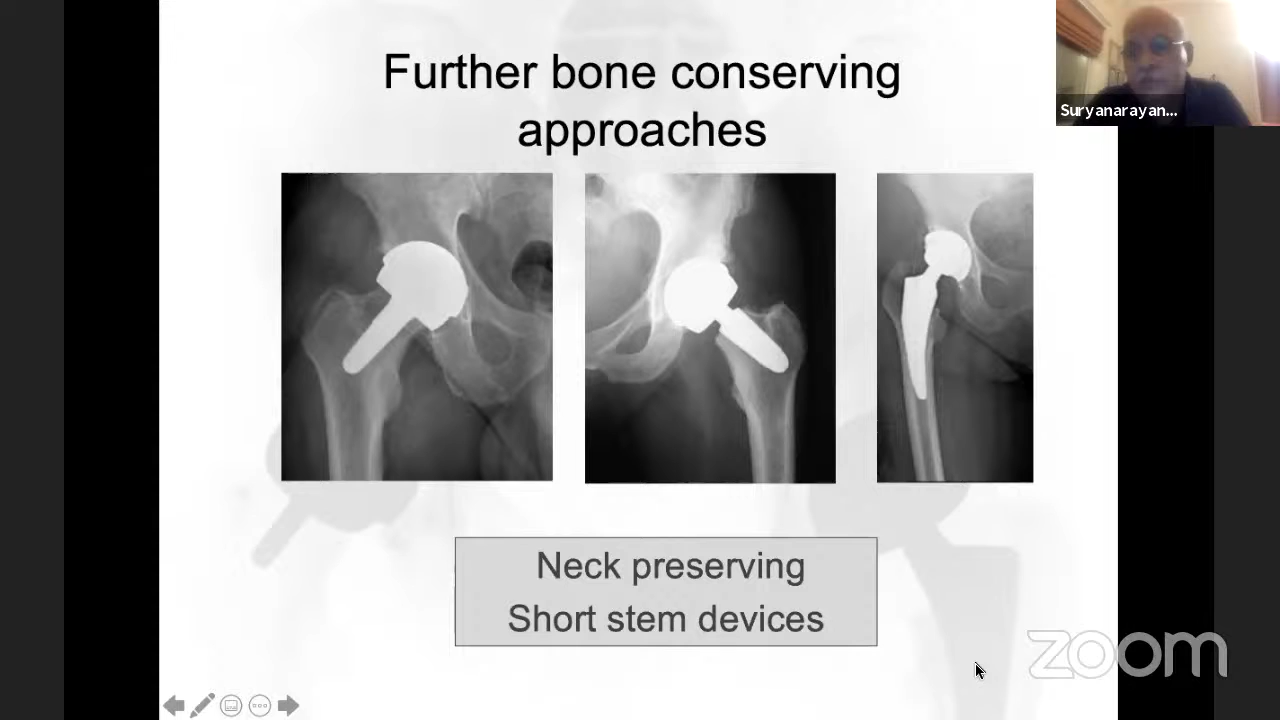 Further bone conserving
approaches
Suryanarayan...
Neck preserving
Short stem devices
zoom